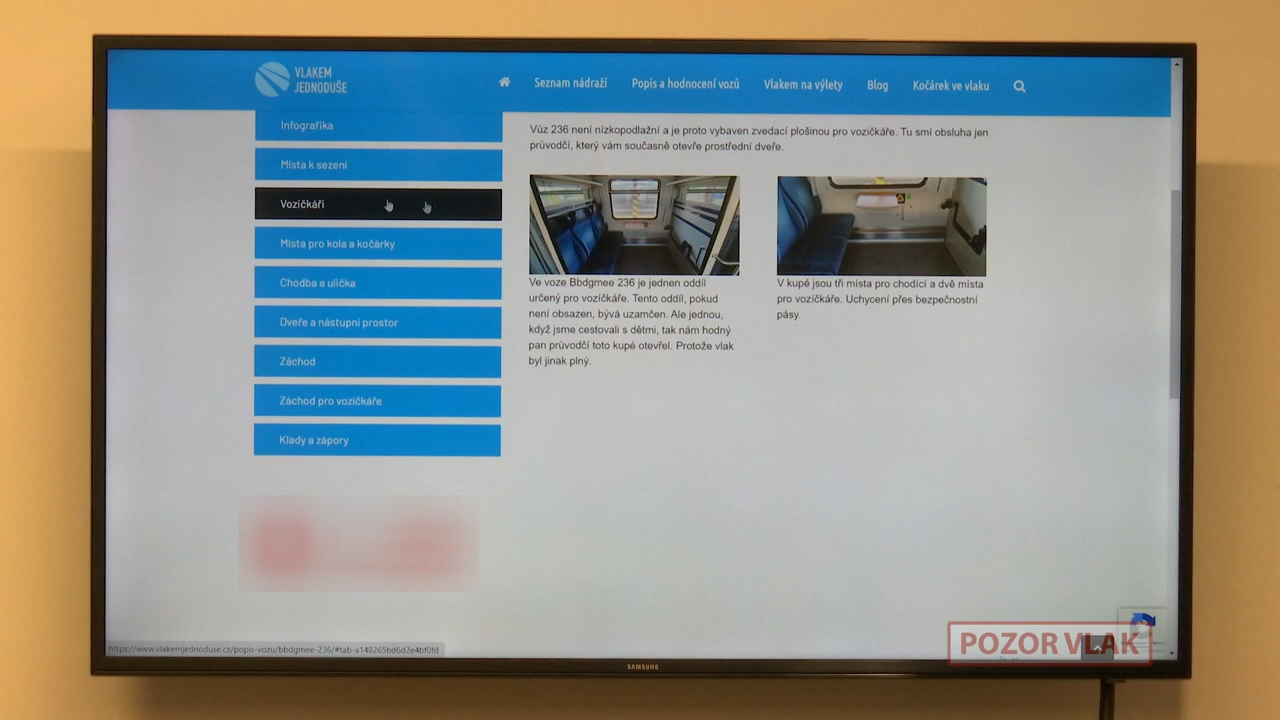 VLAKEM
JEDNODUŠE
Seznam nádraží
Popis a hodnocení vozů
Vlakem na výlety
Blog
Kočárek ve vlaku
Infografika
Místa k sezení
Vozíčkáři
Místa pro kola a kočárky
Chodba a ulička
Dveře a nástupní prostor
Záchod
Záchod pro vozíčkáře
Klady a zápory
Vůz 236 není nízkopodlažní a je proto vybaven zvedací plošinou pro vozíčkáře. Tu smí obsluha jen
průvodčí, který vám současně otevře prostřední dveře.
Ve voze Bbdgmee 236 je jeden oddíl
určený pro vozíčkáře. Tento oddíl, pokud
není obsazen, bývá uzamčen. Ale jednou,
když jsme cestovali s dětmi, tak nám hodný
pan průvodčí toto kupé otevřel. Protože vlak
byl jinak plný.
V kupé jsou tři místa pro chodící a dvě místa
pro vozíčkáře. Uchycení přes bezpečnostní
pásy.
https://www.vlakemjednoduse.cz/popis-vozu/bbdgmee-236/#tab-a148265bd6d2e4bf0fd
POZOR VLAK
SAMSUNG